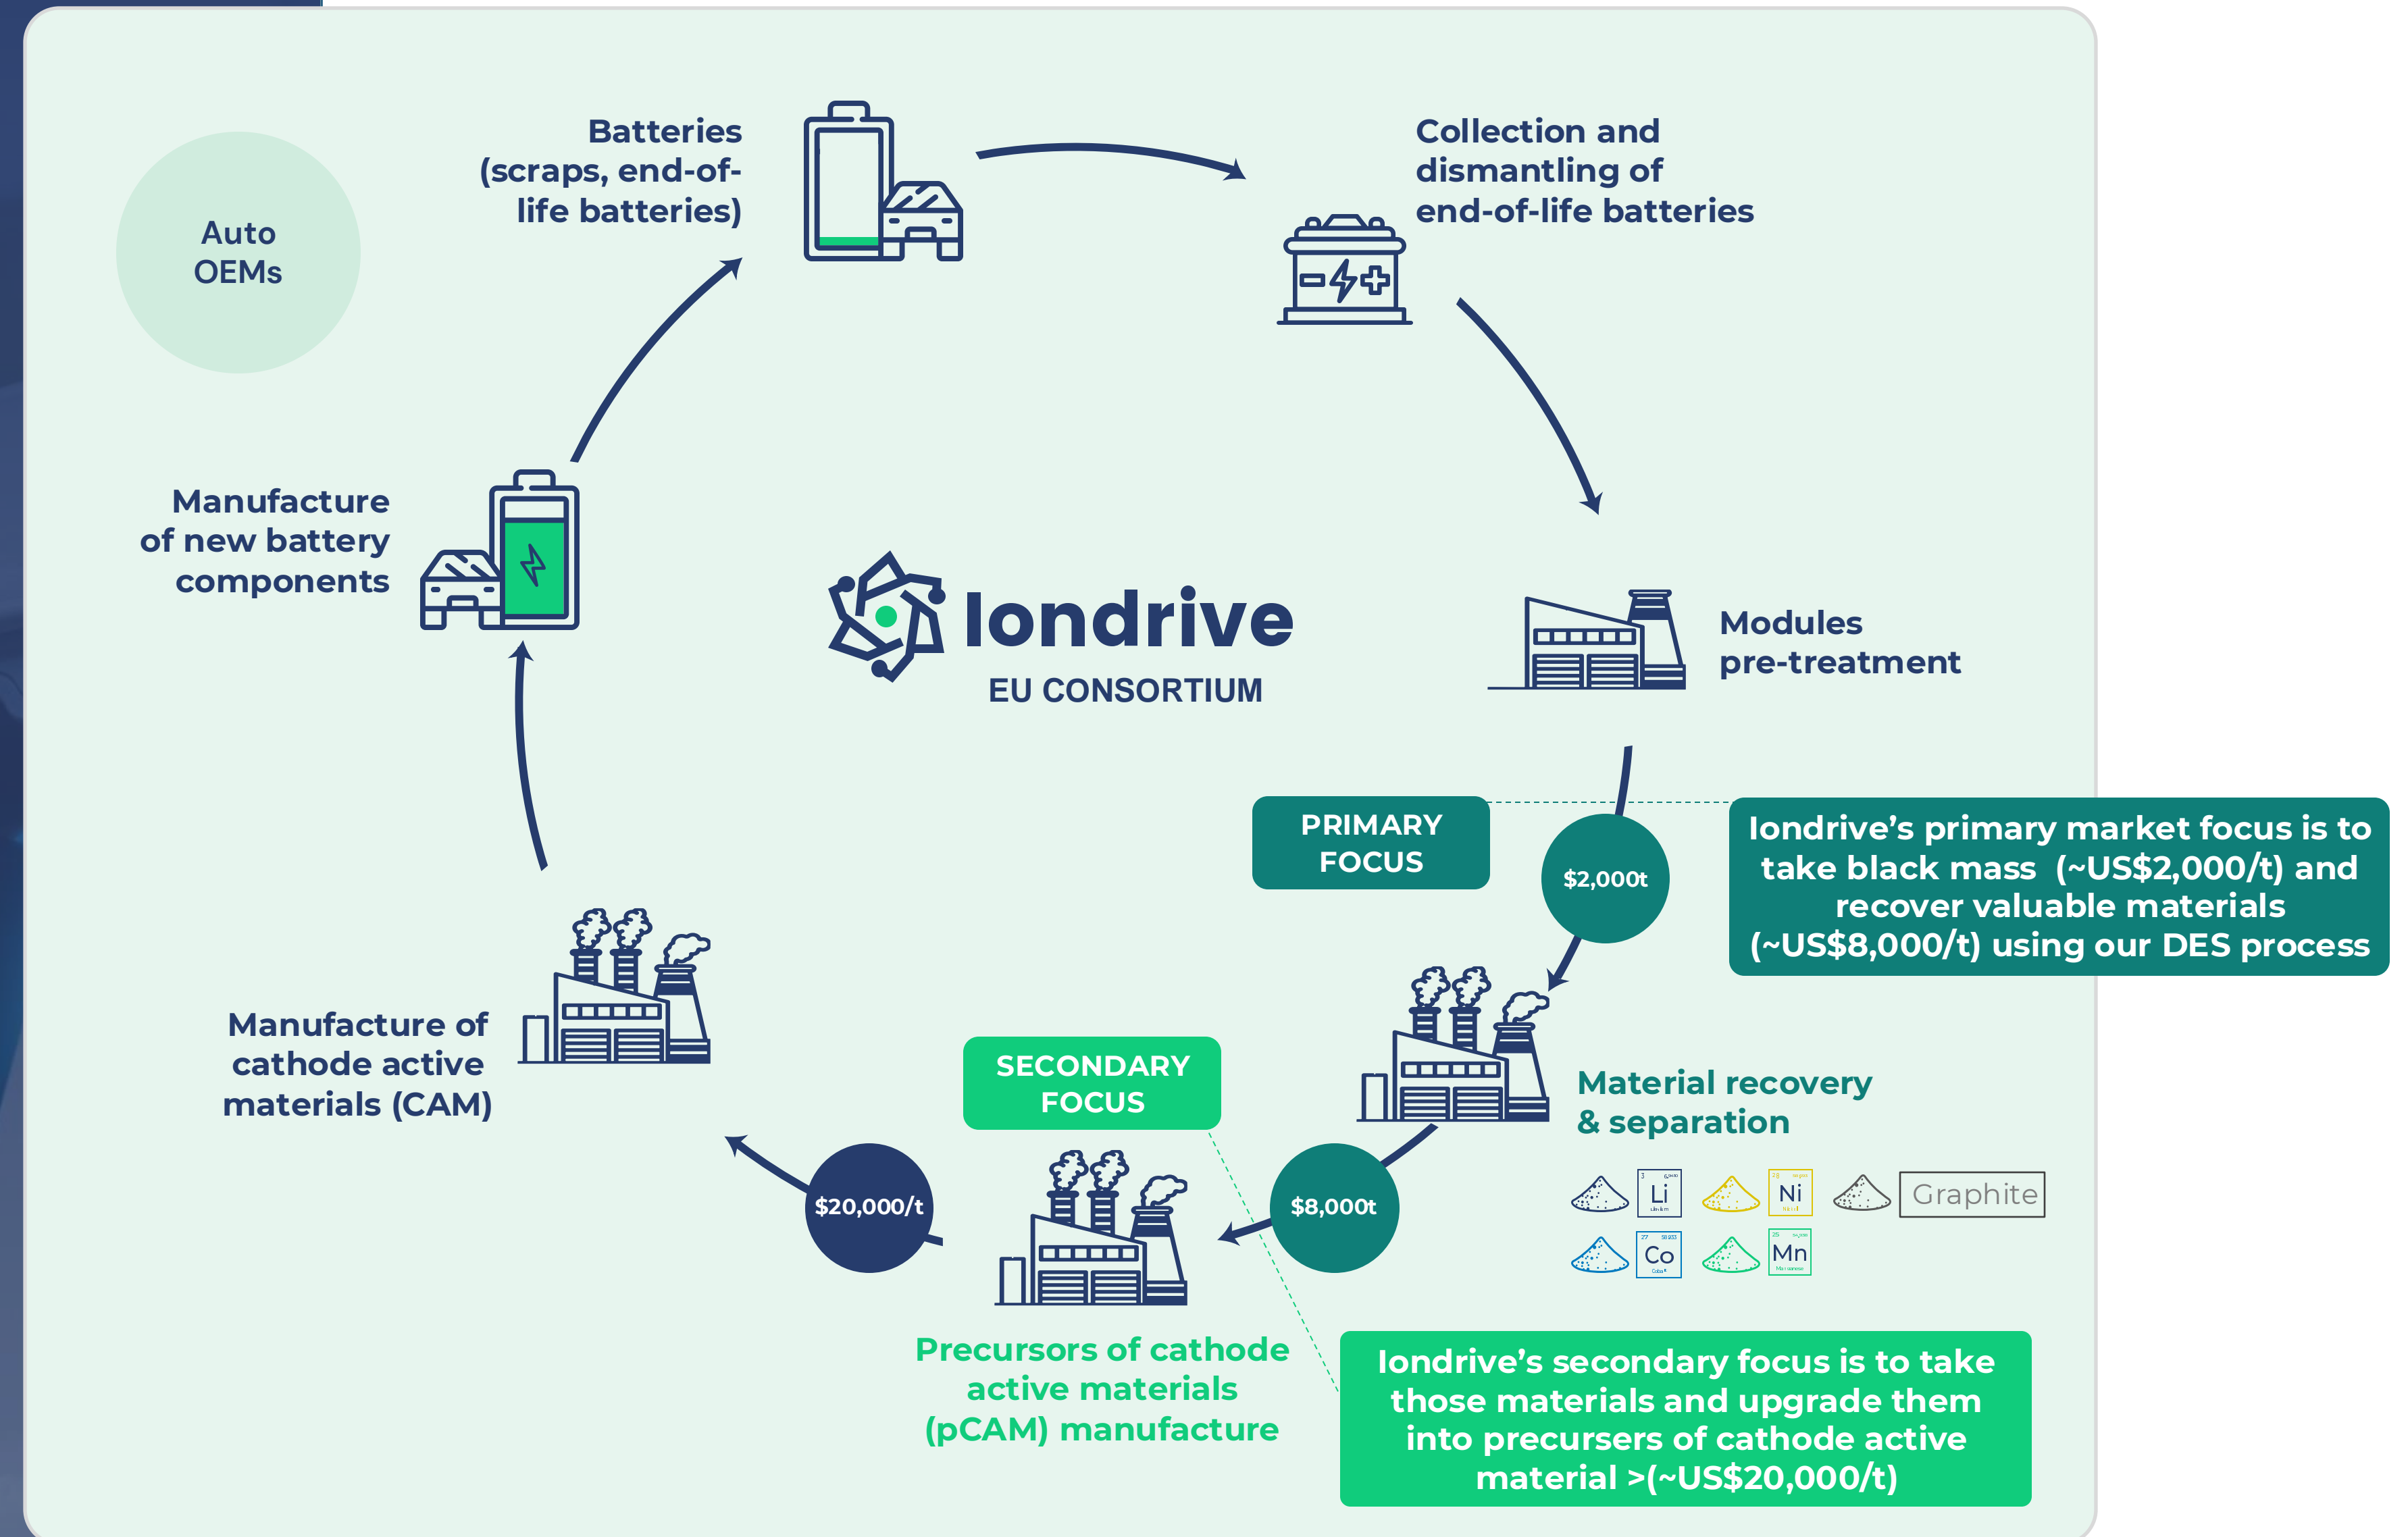 Batteries
(scraps, end-of-
life batteries)
Collection and
dismantling of
end-of-life batteries
Auto
OEMs
Manufacture
of new battery
components
Iondrive
EU CONSORTIUM
Modules
pre-treatment
PRIMARY
FOCUS
$2,000t
Iondrive's primary market focus is to
take black mass (~US$2,000/t) and
recover valuable materials
(~US$8,000/t) using our DES process
Manufacture of
cathode active
materials (CAM)
SECONDARY
FOCUS
Material recovery
& separation
3
Li
28
Ni
Graphite
27
Co
25
Mn
$20,000/t
$8,000t
Precursors of cathode
active materials
(pCAM) manufacture
Iondrive's secondary focus is to take
those materials and upgrade them
into precursers of cathode active
material >(~US$20,000/t)